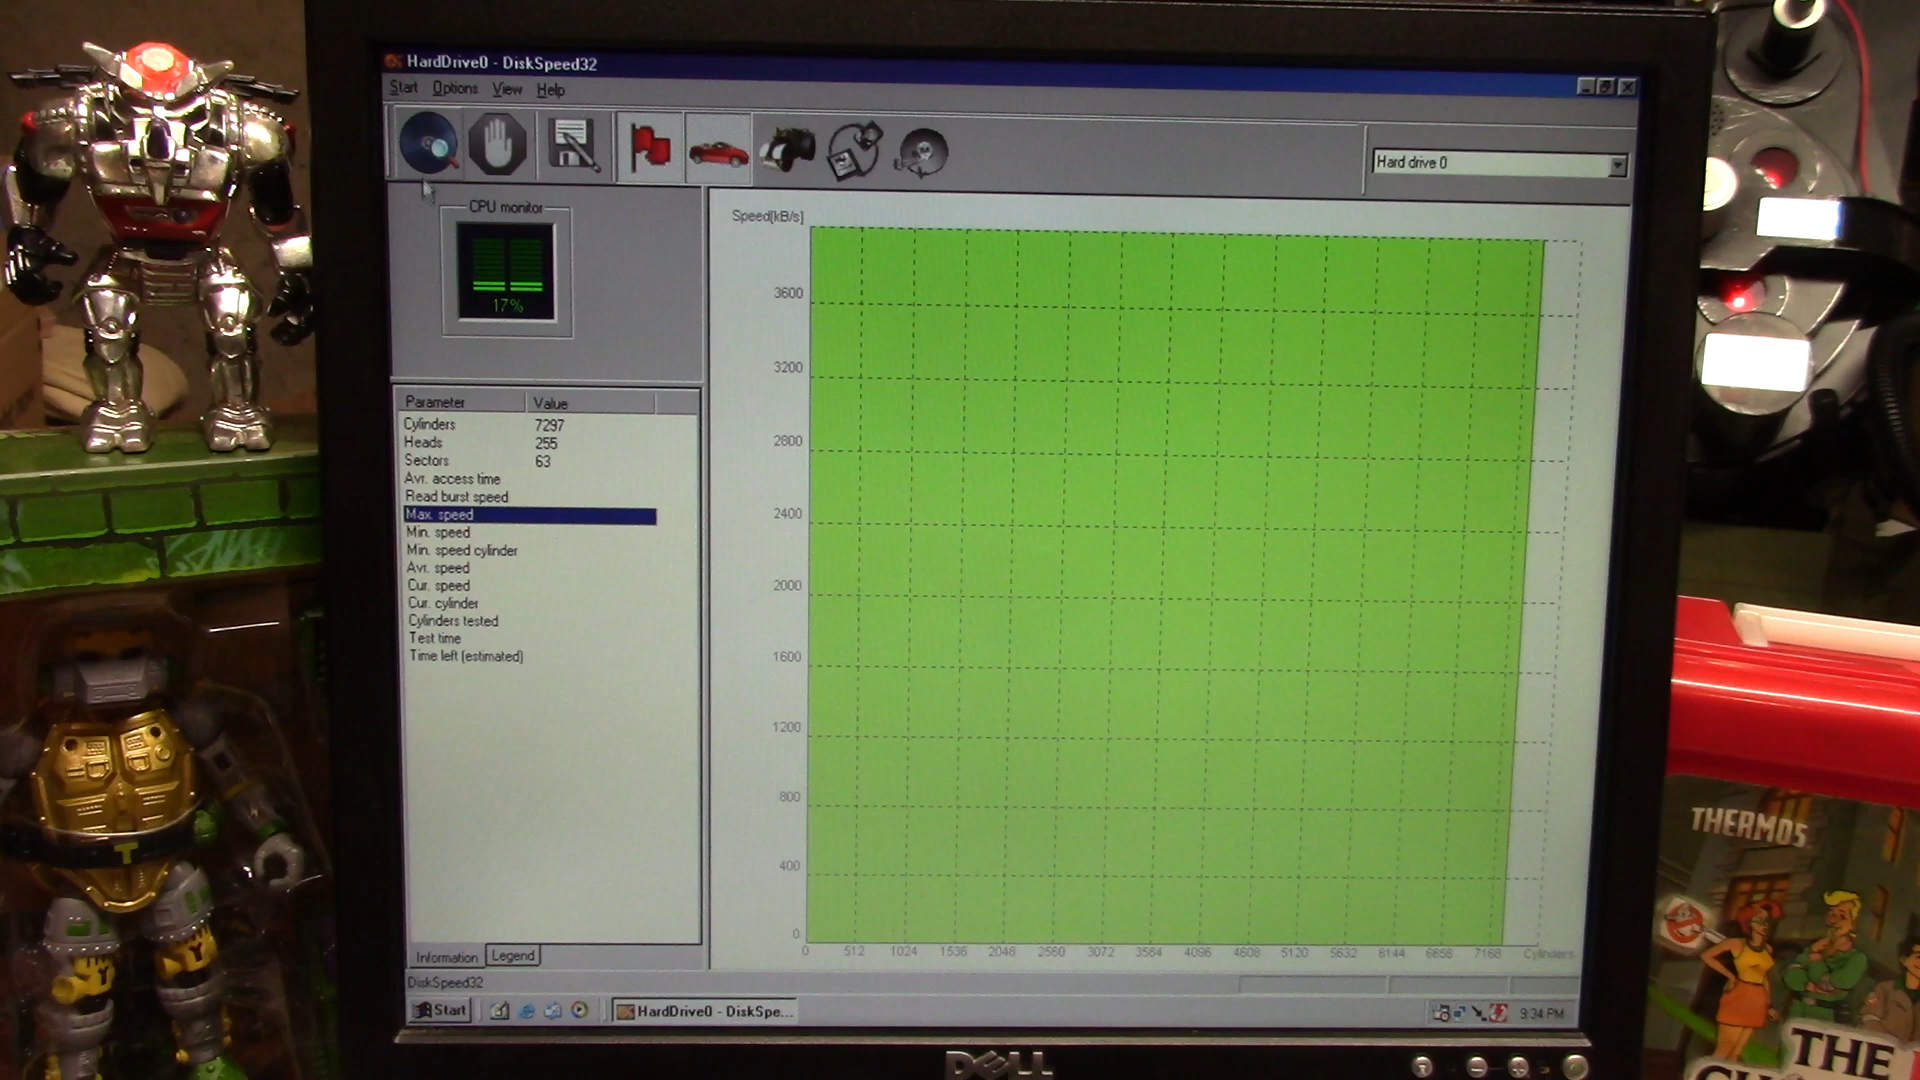 HardDrive0 - DiskSpeed32
Start Options View Help
Hard drive 0
CPU monitor
17%
Parameter Value
Cylinders 7297
Heads 255
Sectors 63
Avr. access time
Read burst speed
Max. speed
Min. speed
Min. speed cylinder
Avr. speed
Cur. speed
Cur. cylinder
Cylinders tested
Test time
Time left (estimated)
Information Legend
DiskSpeed32
Speed[kB/s]
3600
3200
2800
2400
2000
1600
1200
800
400
0
0 512 1024 1536 2048 2560 3072 3584 4096 4608 5120 5632 6144 6656 7168 Cylinders
Start HardDrive0 - DiskSpe... 9:34 PM
DELL
T
Y Y
THERMOS
THE